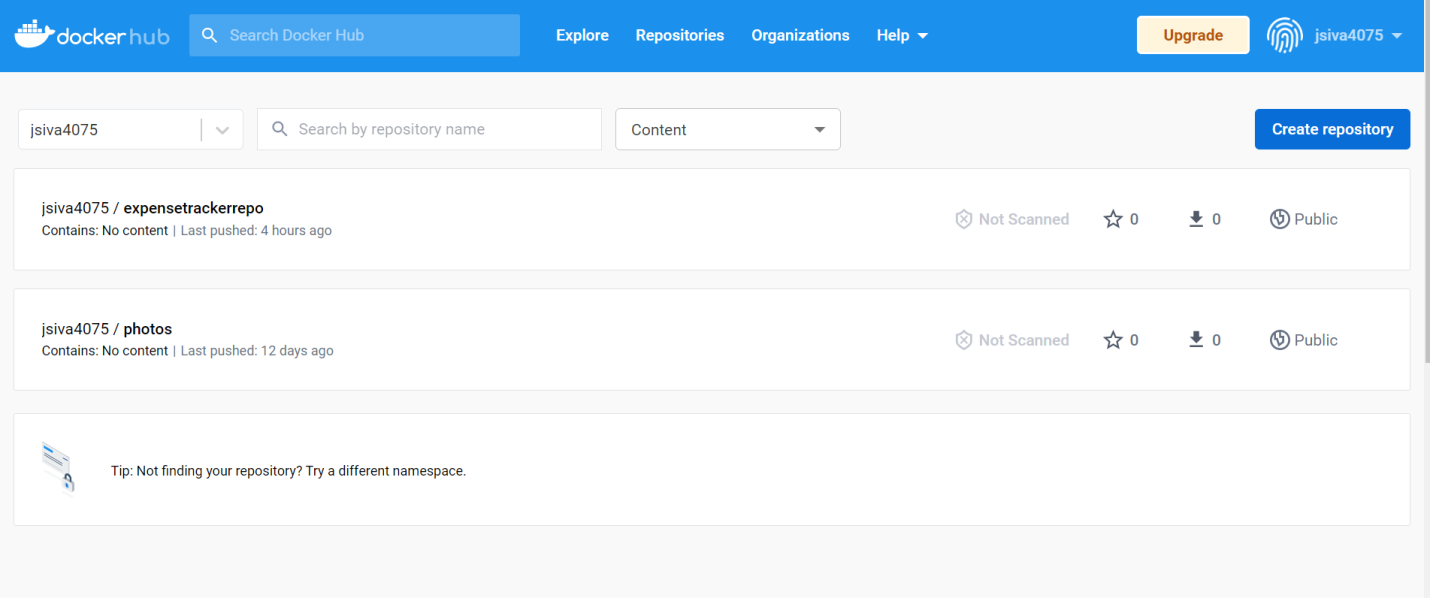 docker hub
Search Docker Hub
Explore
Repositories
Organizations
Help
Upgrade
jsiva4075
jsiva4075
Search by repository name
Content
Create repository
jsiva4075 / expensetrackerrepo
Contains: No content | Last pushed: 4 hours ago
Not Scanned
0
0
Public
jsiva4075 / photos
Contains: No content | Last pushed: 12 days ago
Not Scanned
0
0
Public
Tip: Not finding your repository? Try a different namespace.